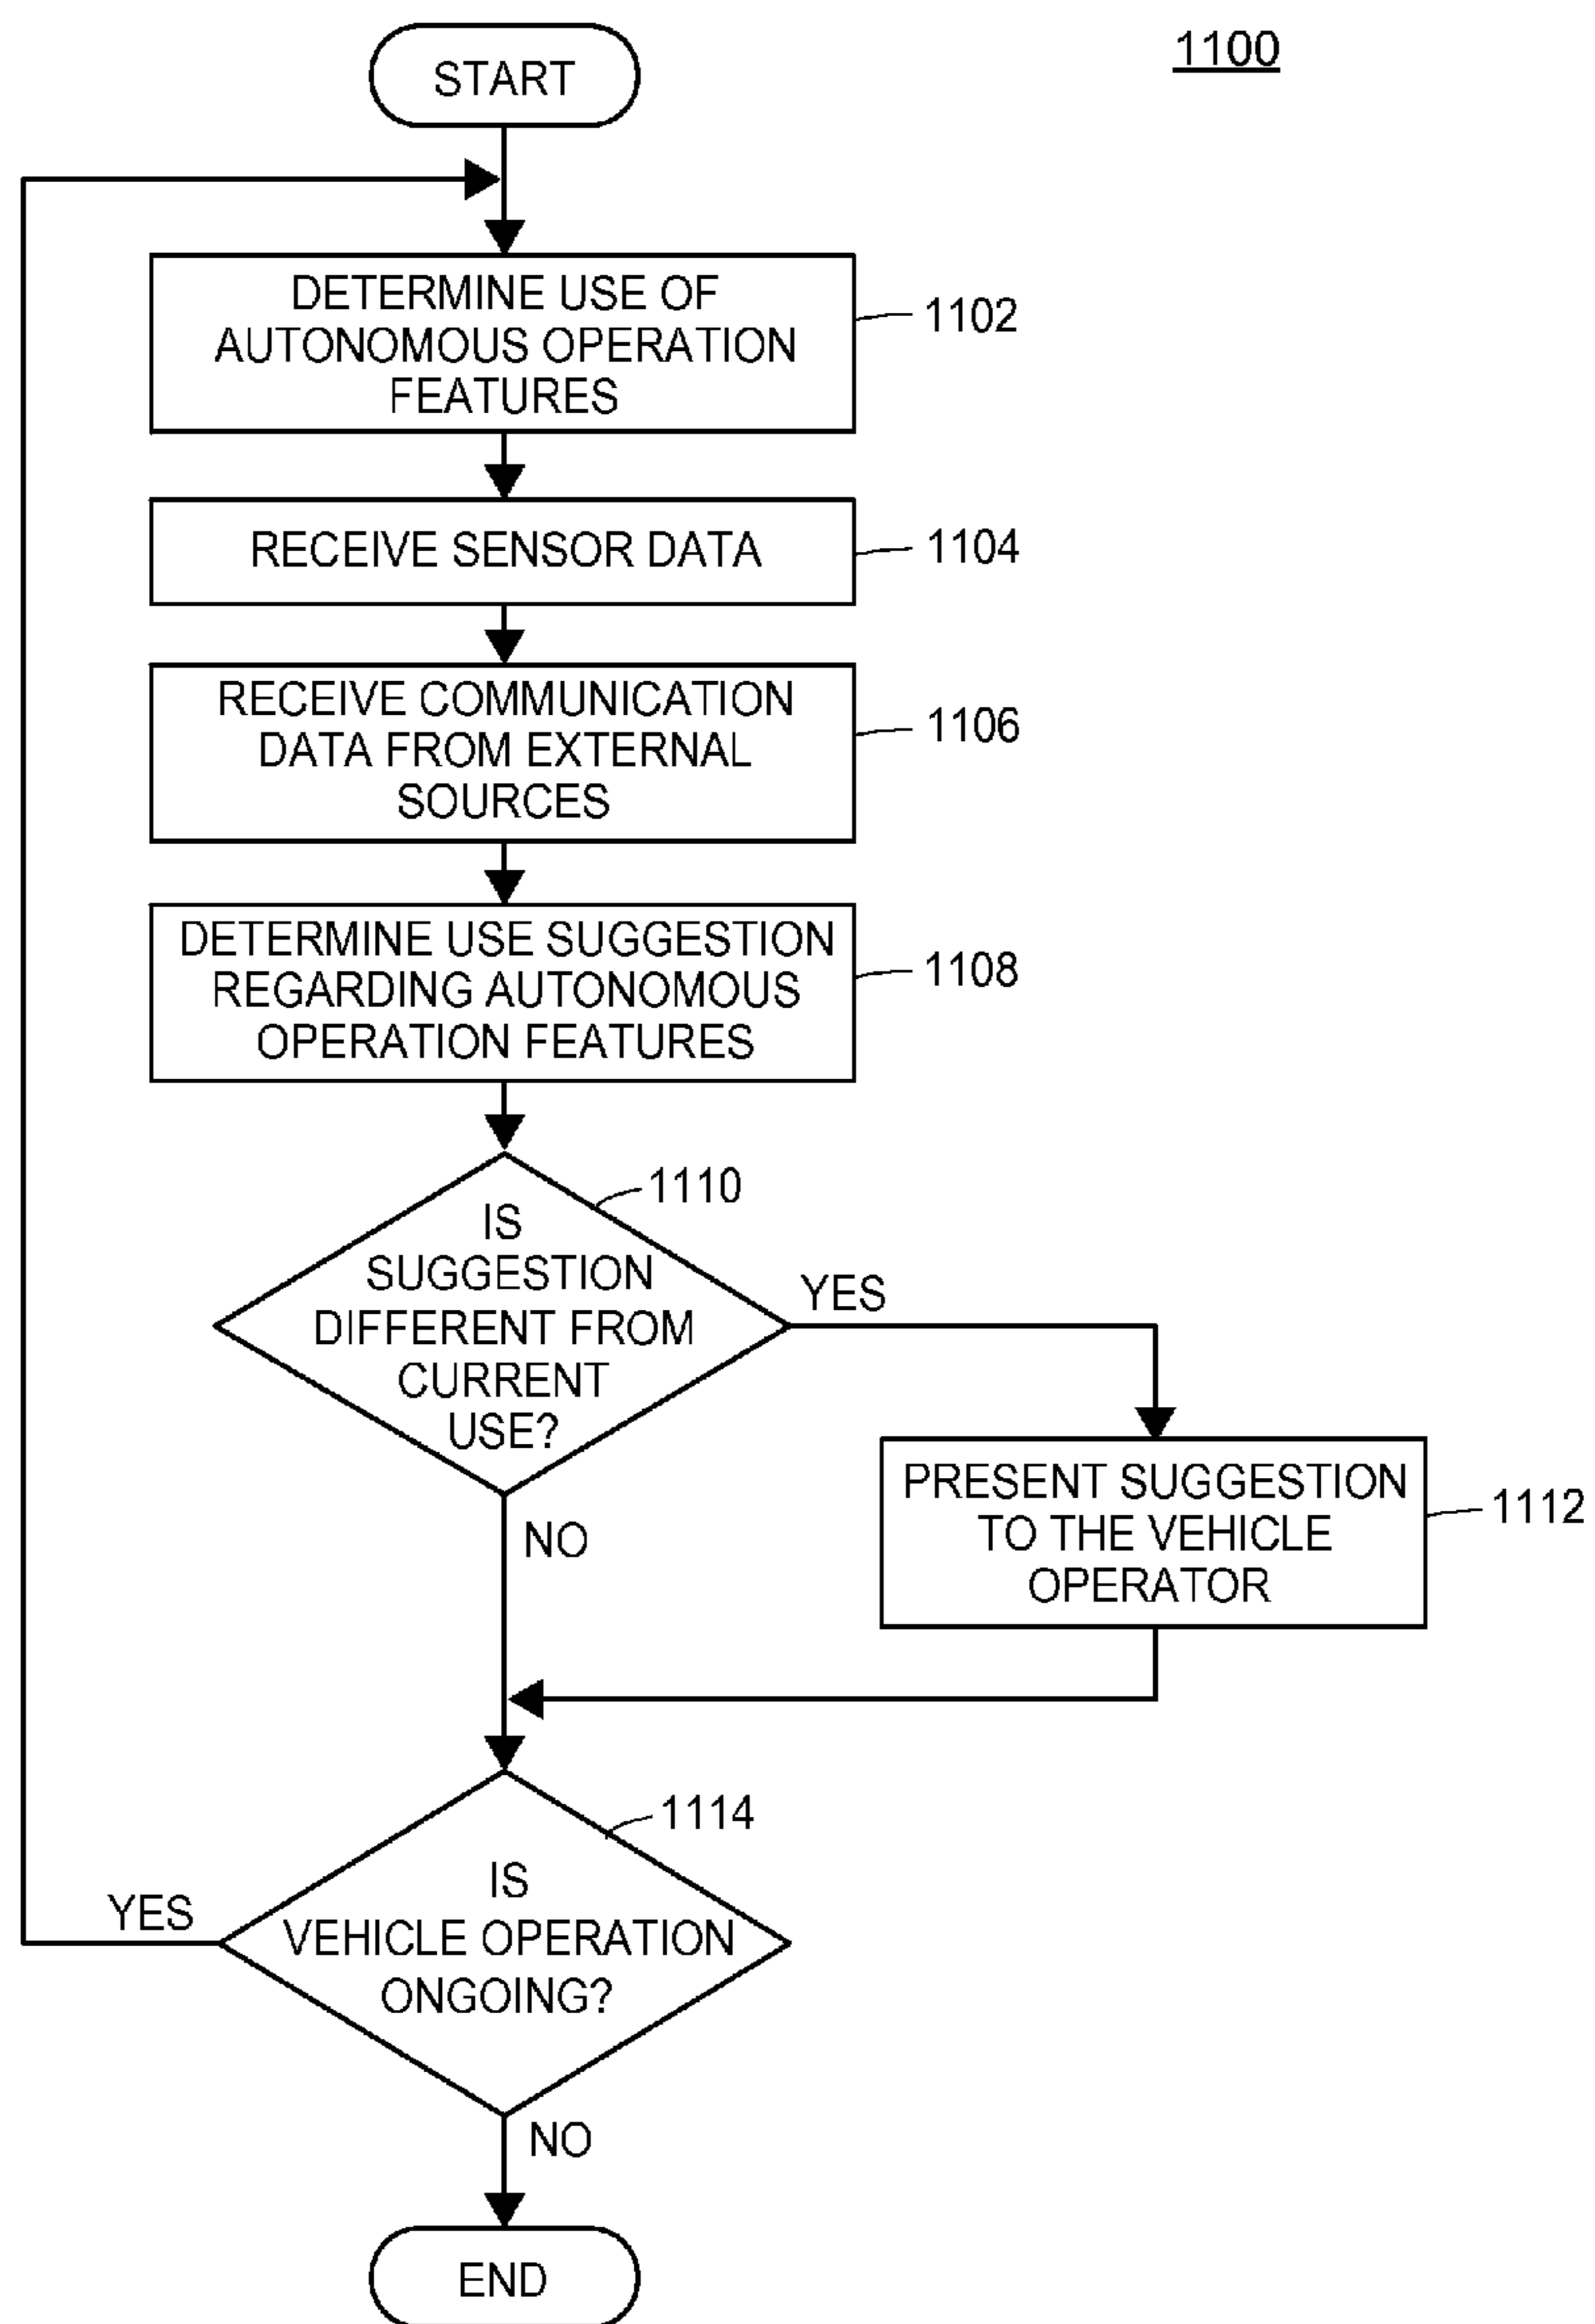 1100
START
DETERMINE USE OF
AUTONOMOUS OPERATION
FEATURES
1102
RECEIVE SENSOR DATA
1104
RECEIVE COMMUNICATION
DATA FROM EXTERNAL
SOURCES
1106
DETERMINE USE SUGGESTION
REGARDING AUTONOMOUS
OPERATION FEATURES
1108
1110
IS
SUGGESTION
DIFFERENT FROM
CURRENT
USE?
YES
NO
PRESENT SUGGESTION
TO THE VEHICLE
OPERATOR
1112
1114
IS
VEHICLE OPERATION
ONGOING?
YES
NO
END